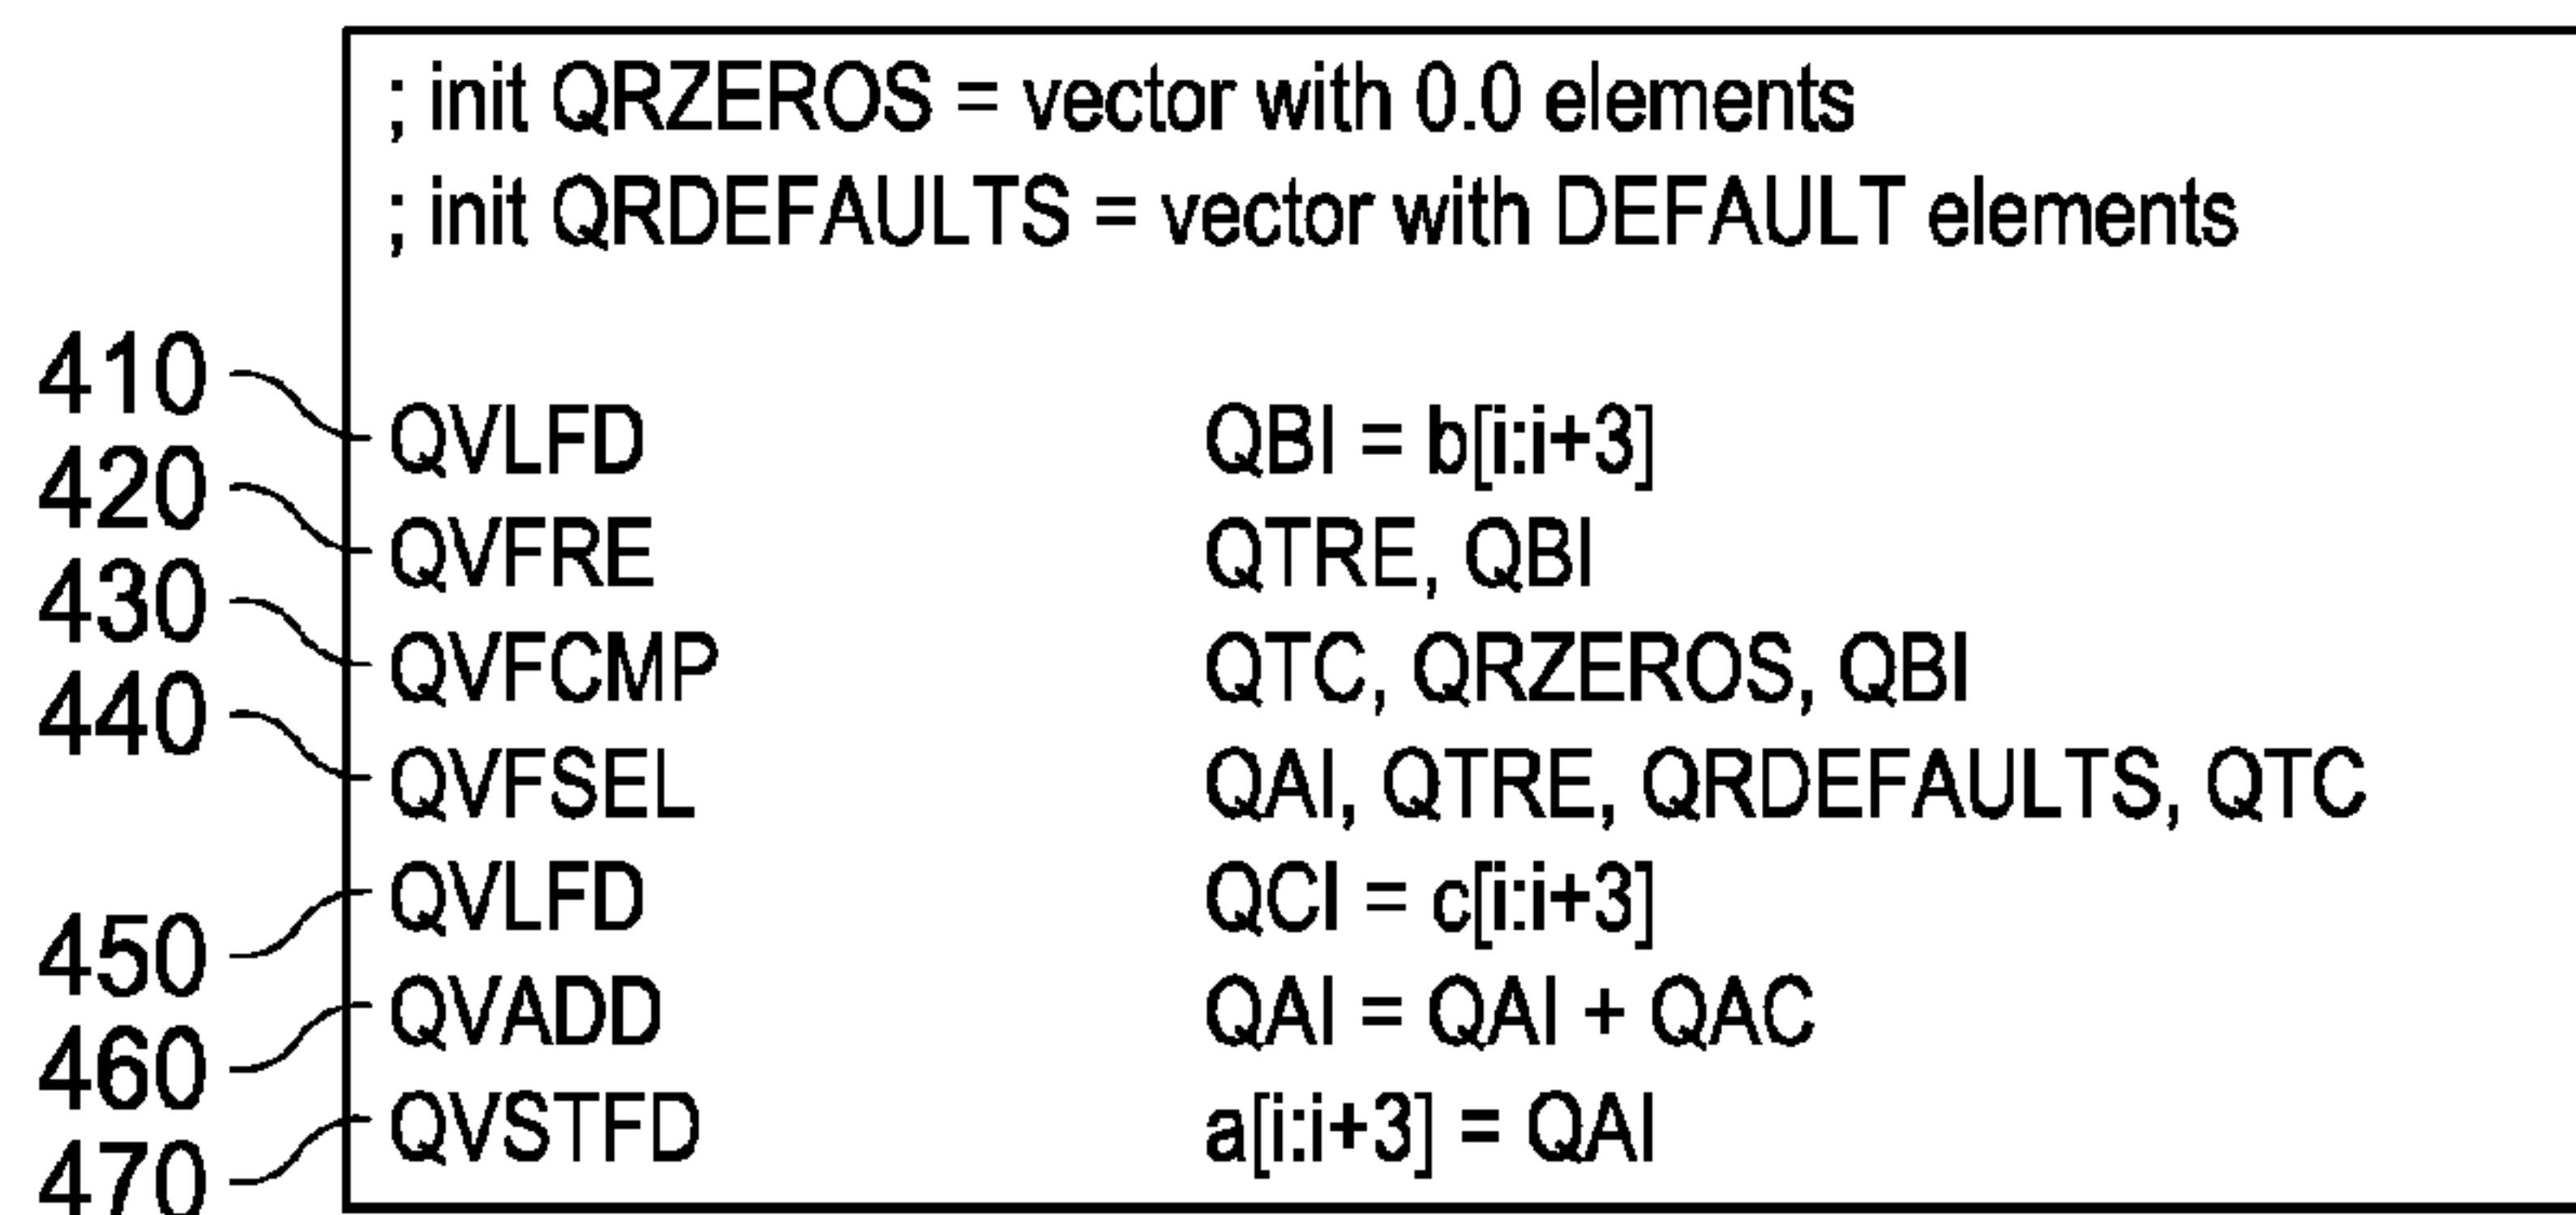 ; init QRZEROS = vector with 0.0 elements
; init QRDEFAULTS = vector with DEFAULT elements
410 QVLFD QBI = b[i:i+3]
420 QVFRE QTRE, QBI
430 QVFCMP QTC, QRZEROS, QBI
440 QVFSEL QAI, QTRE, QRDEFAULTS, QTC
450 QVLFD QCI = c[i:i+3]
460 QVADD QAI = QAI + QAC
470 QVSTFD a[i:i+3] = QAI